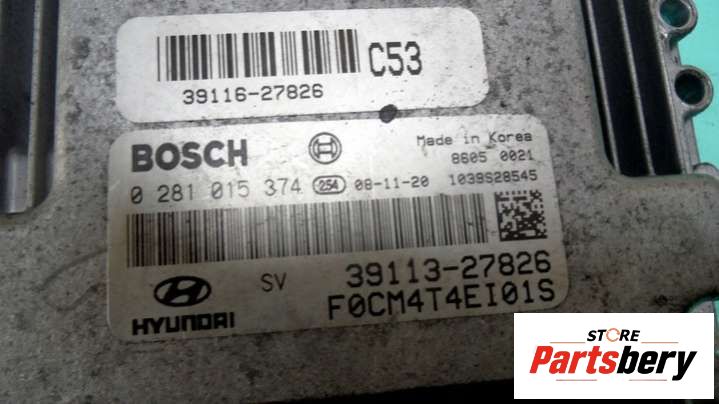 39116-27826 C53
BOSCH Made in Korea
8605 0021
0 281 015 374 254 08-11-20 1039S28545
SV 39113-27826
HYUNDAI F0CM4T4EI01S
STORE
Partsbery